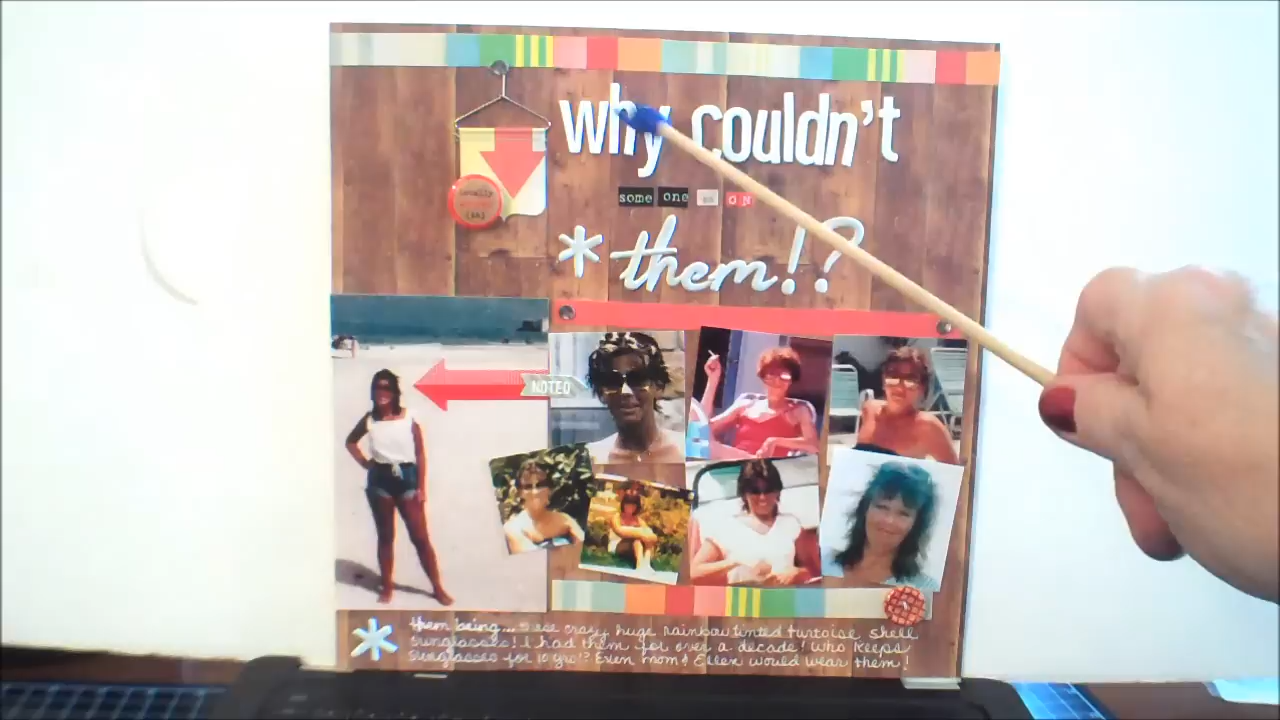 why couldn't
some one ON
*them!?
NOTED
* them being... these crazy huge rainbow tinted turtoise shell
sunglasses! I had them for over a decade! Who keeps
sunglasses for 10 yrs!? Even mom & Ellen would wear them!